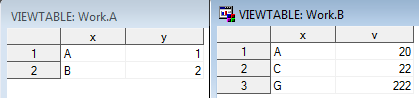 VIEWTABLE: Work.A
x y
1 A 1
2 B 2
VIEWTABLE: Work.B
x v
1 A 20
2 C 22
3 G 222